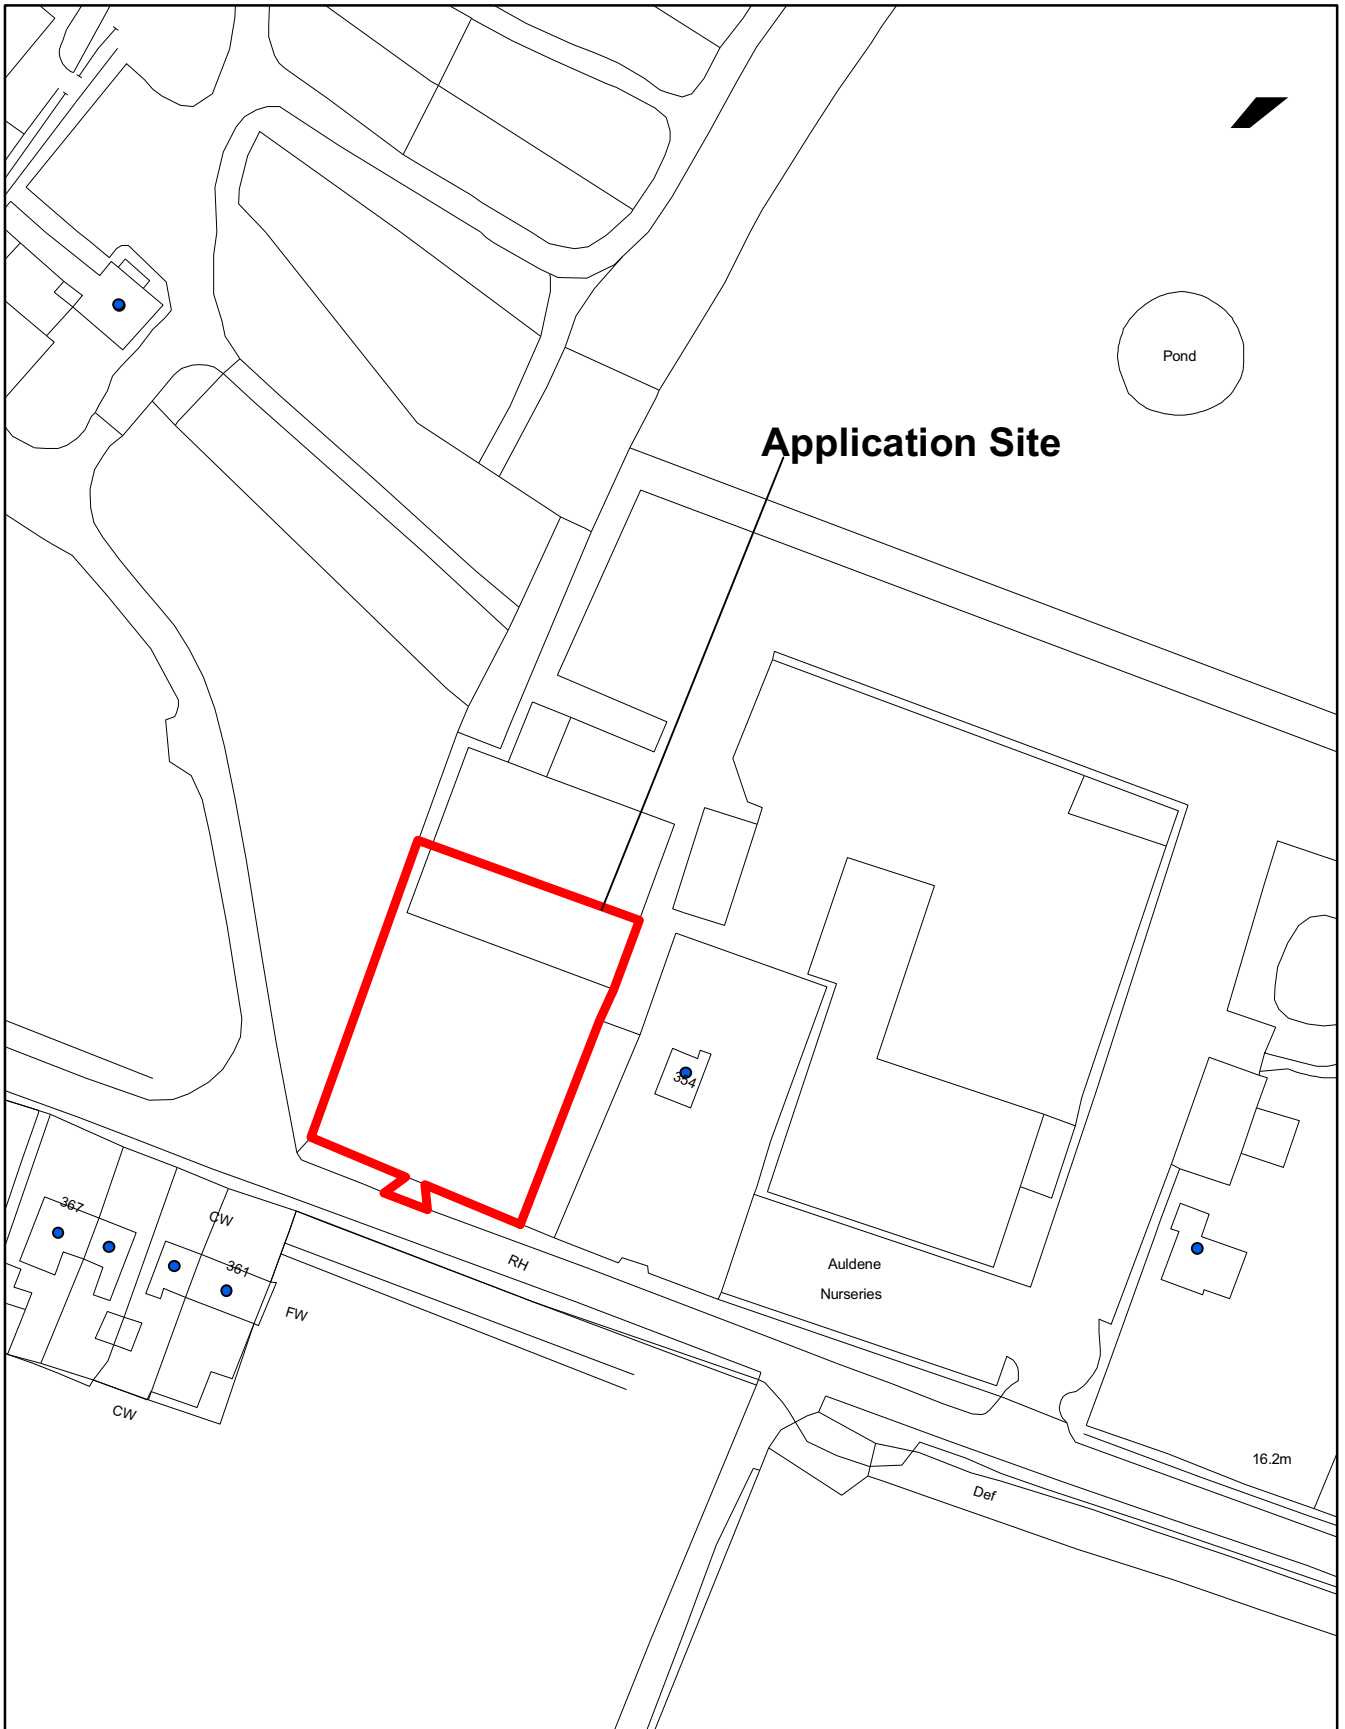 Pond
Application Site
354
367
CW
361
FW
RH
Auldene
Nurseries
CW
16.2m
Def